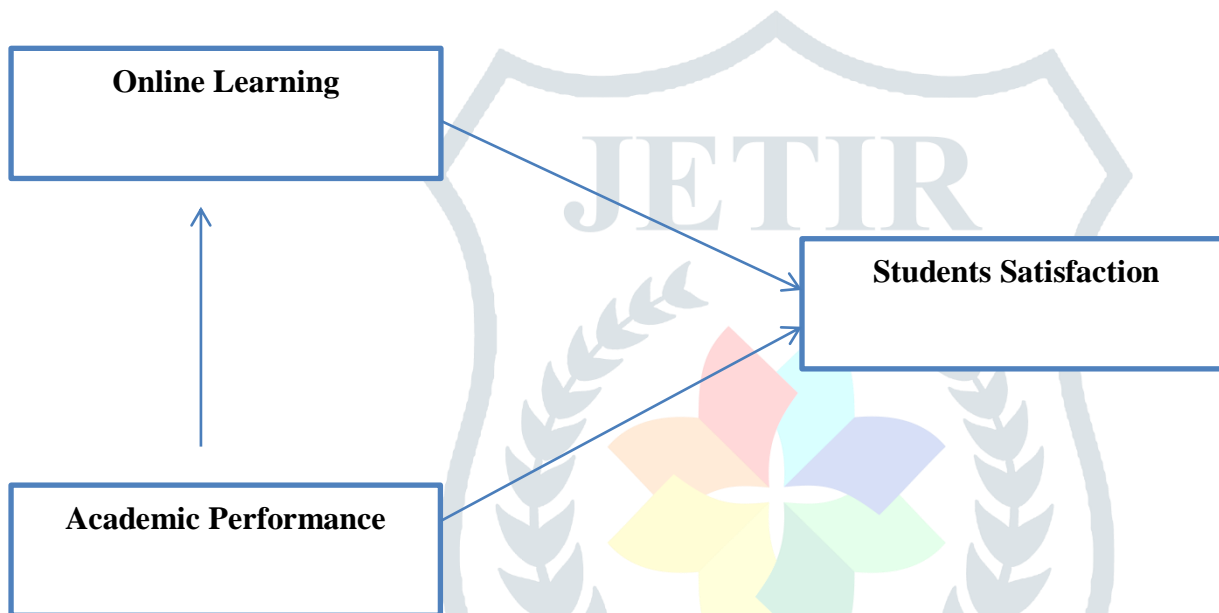 Online Learning
JETIR
Students Satisfaction
Academic Performance